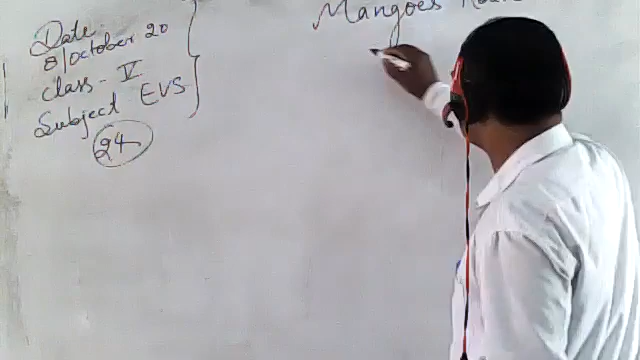 Date:
8/October 20
Class - V
Subject EVS
24
Mangoes